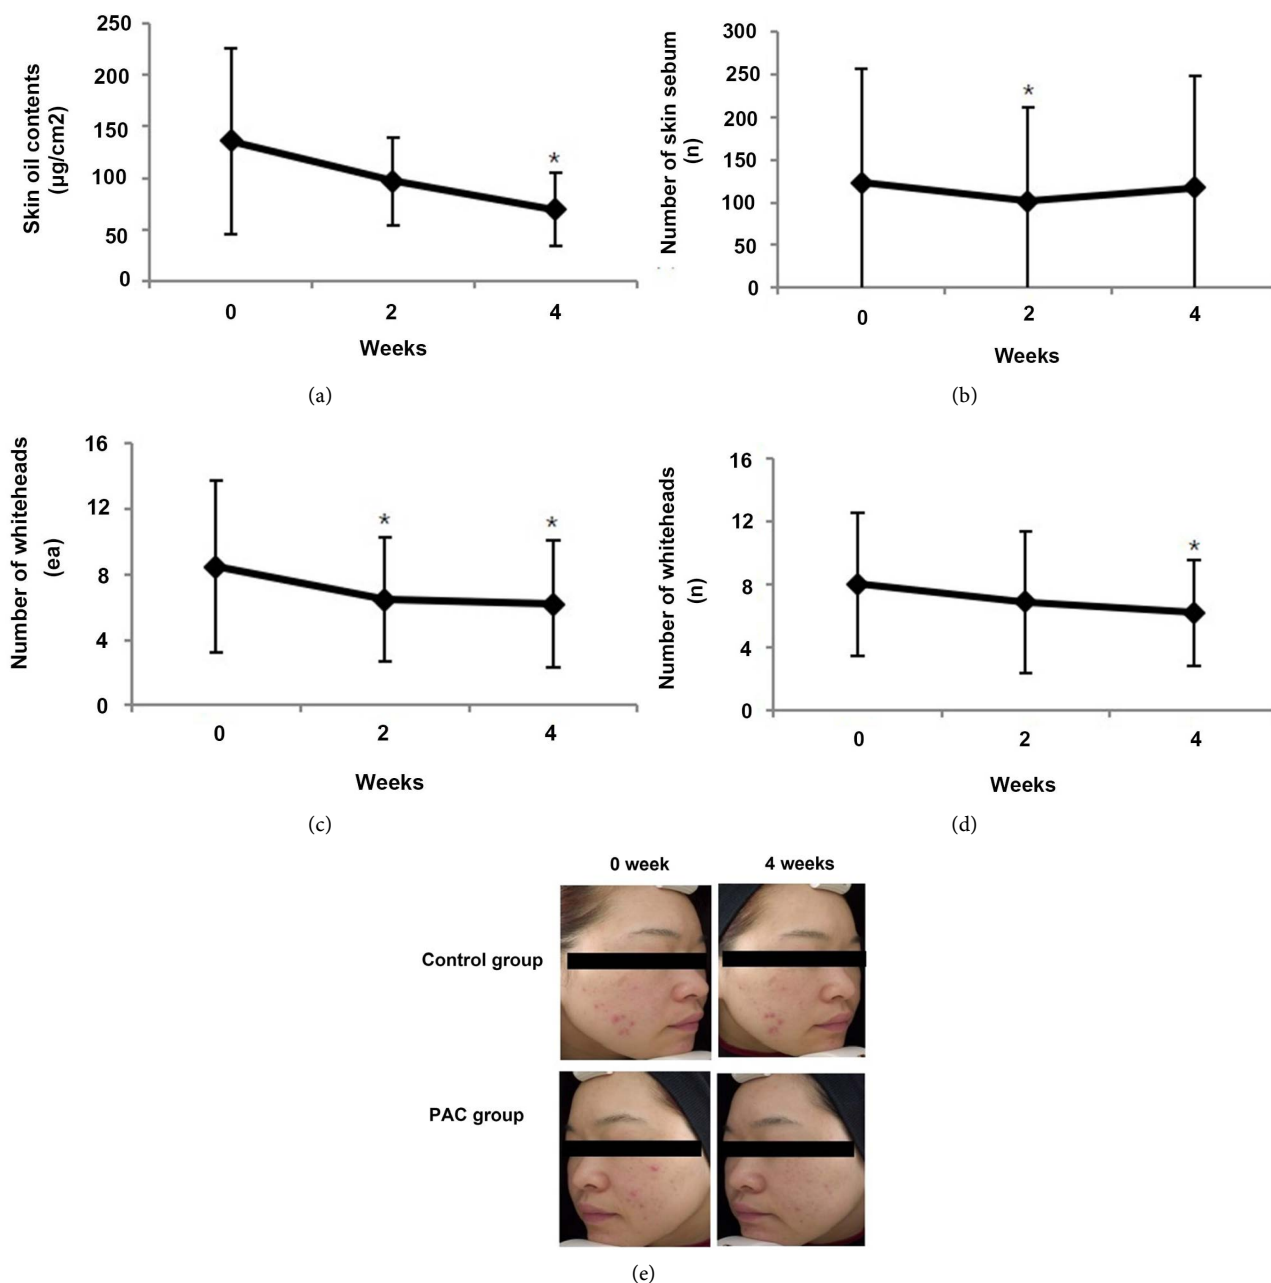 Skin oil contents
(µg/cm2)
250
200
150
100
50
0
*
0 2 4
Weeks
(a)
Number of skin sebum
(n)
300
250
200
150
100
50
0
*
0 2 4
Weeks
(b)
Number of whiteheads
(ea)
16
12
8
4
0
* *
0 2 4
Weeks
(c)
Number of whiteheads
(n)
16
12
8
4
0
*
0 2 4
Weeks
(d)
0 week 4 weeks
Control group
PAC group
(e)